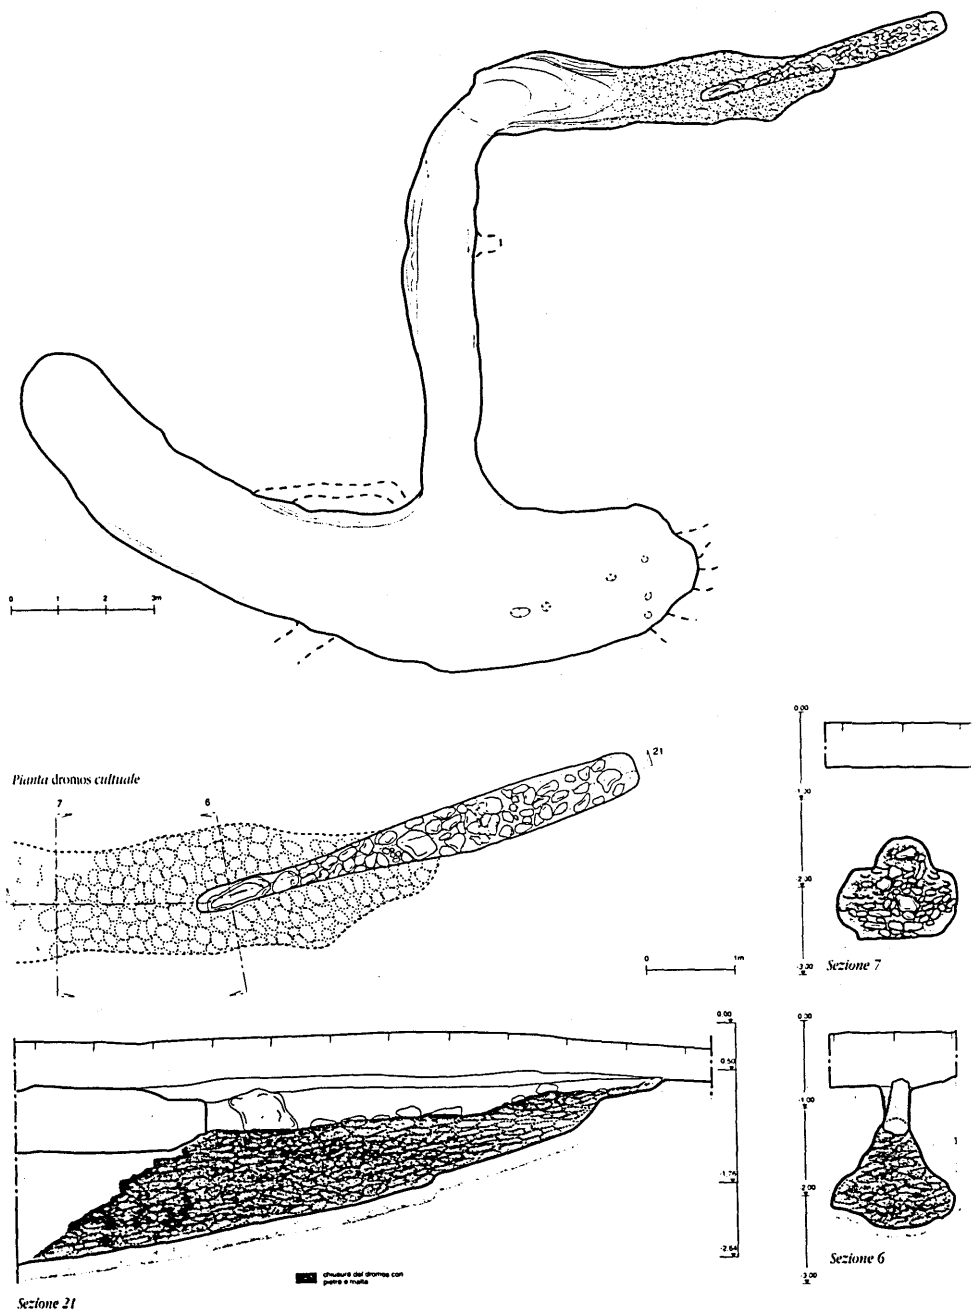 1
0 1 2 3m
Pianta dromos cultuale
7
6
21
0 1m
0.00
-1.00
-2.00
-3.00
Sezione 7
0.00
-0.50
-1.76
-2.64
0.00
-1.00
-2.00
-3.00
Sezione 6
chiusura del dromos con
pietre e malta
Sezione 21